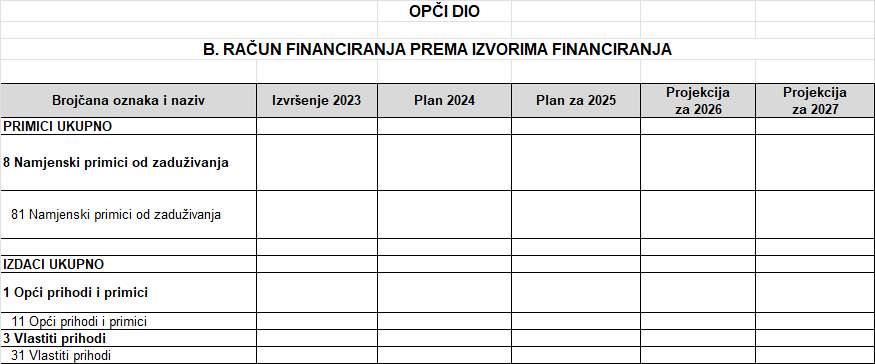 OPČI DIO
B. RAČUN FINANCIRANJA PREMA IZVORIMA FINANCIRANJA
Brojčana oznaka i naziv Izvršenje 2023 Plan 2024 Plan za 2025 Projekcija za 2026 Projekcija za 2027
PRIMICI UKUPNO
8 Namjenski primici od zaduživanja
81 Namjenski primici od zaduživanja
IZDACI UKUPNO
1 Opći prihodi i primici
11 Opći prihodi i primici
3 Vlastiti prihodi
31 Vlastiti prihodi